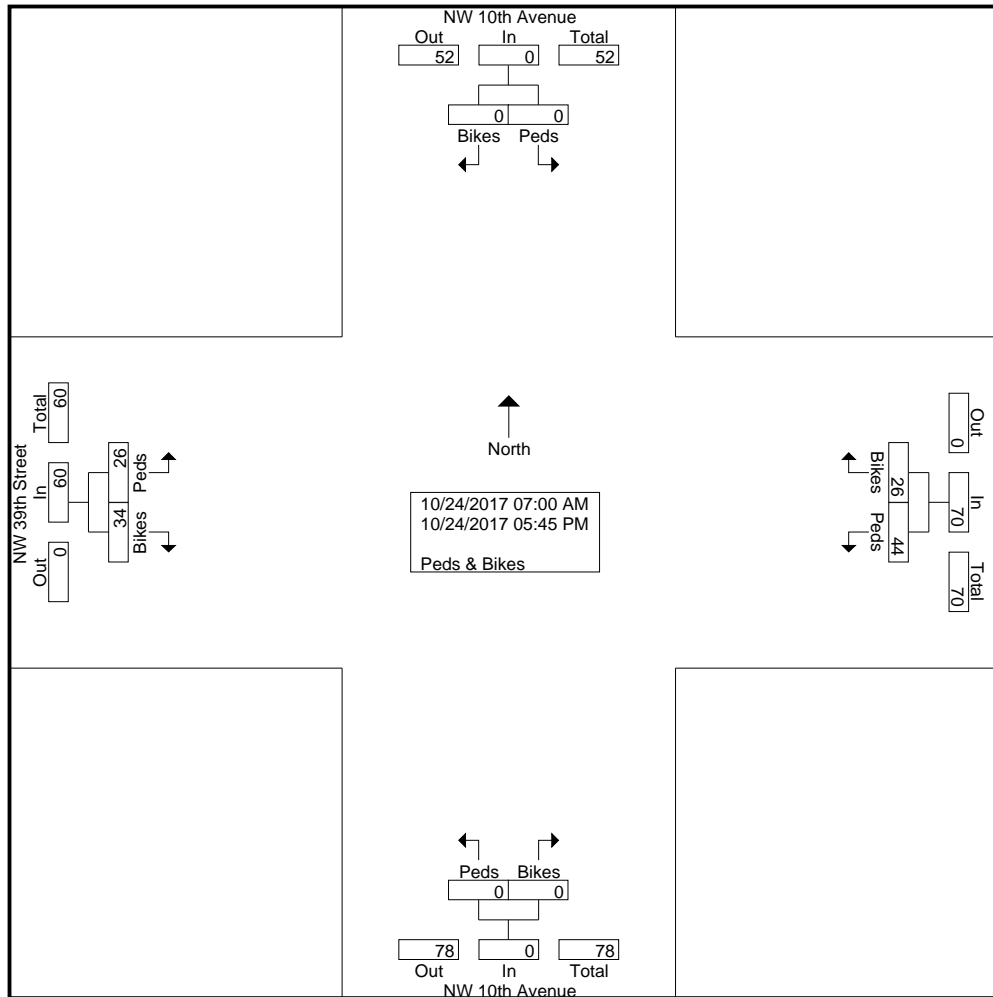 NW 10th Avenue
Out In Total
52 0 52
0 0
Bikes Peds
Total 60
NW 39th Street
In 60
Out 0
26 Peds
34 Bikes
North
10/24/2017 07:00 AM
10/24/2017 05:45 PM
Peds & Bikes
Bikes 26
Peds 44
Out 0
In 70
Total 70
Peds Bikes
0 0
78 0 78
Out In Total
NW 10th Avenue